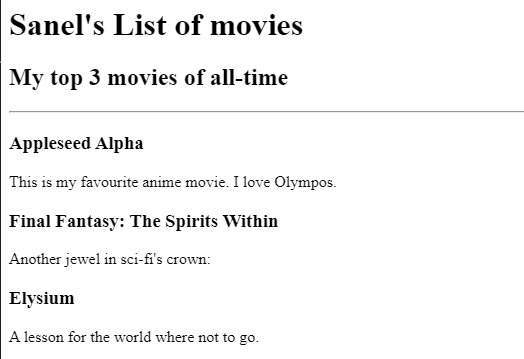 Sanel's List of movies
My top 3 movies of all-time
Appleseed Alpha
This is my favourite anime movie. I love Olympos.
Final Fantasy: The Spirits Within
Another jewel in sci-fi's crown:
Elysium
A lesson for the world where not to go.